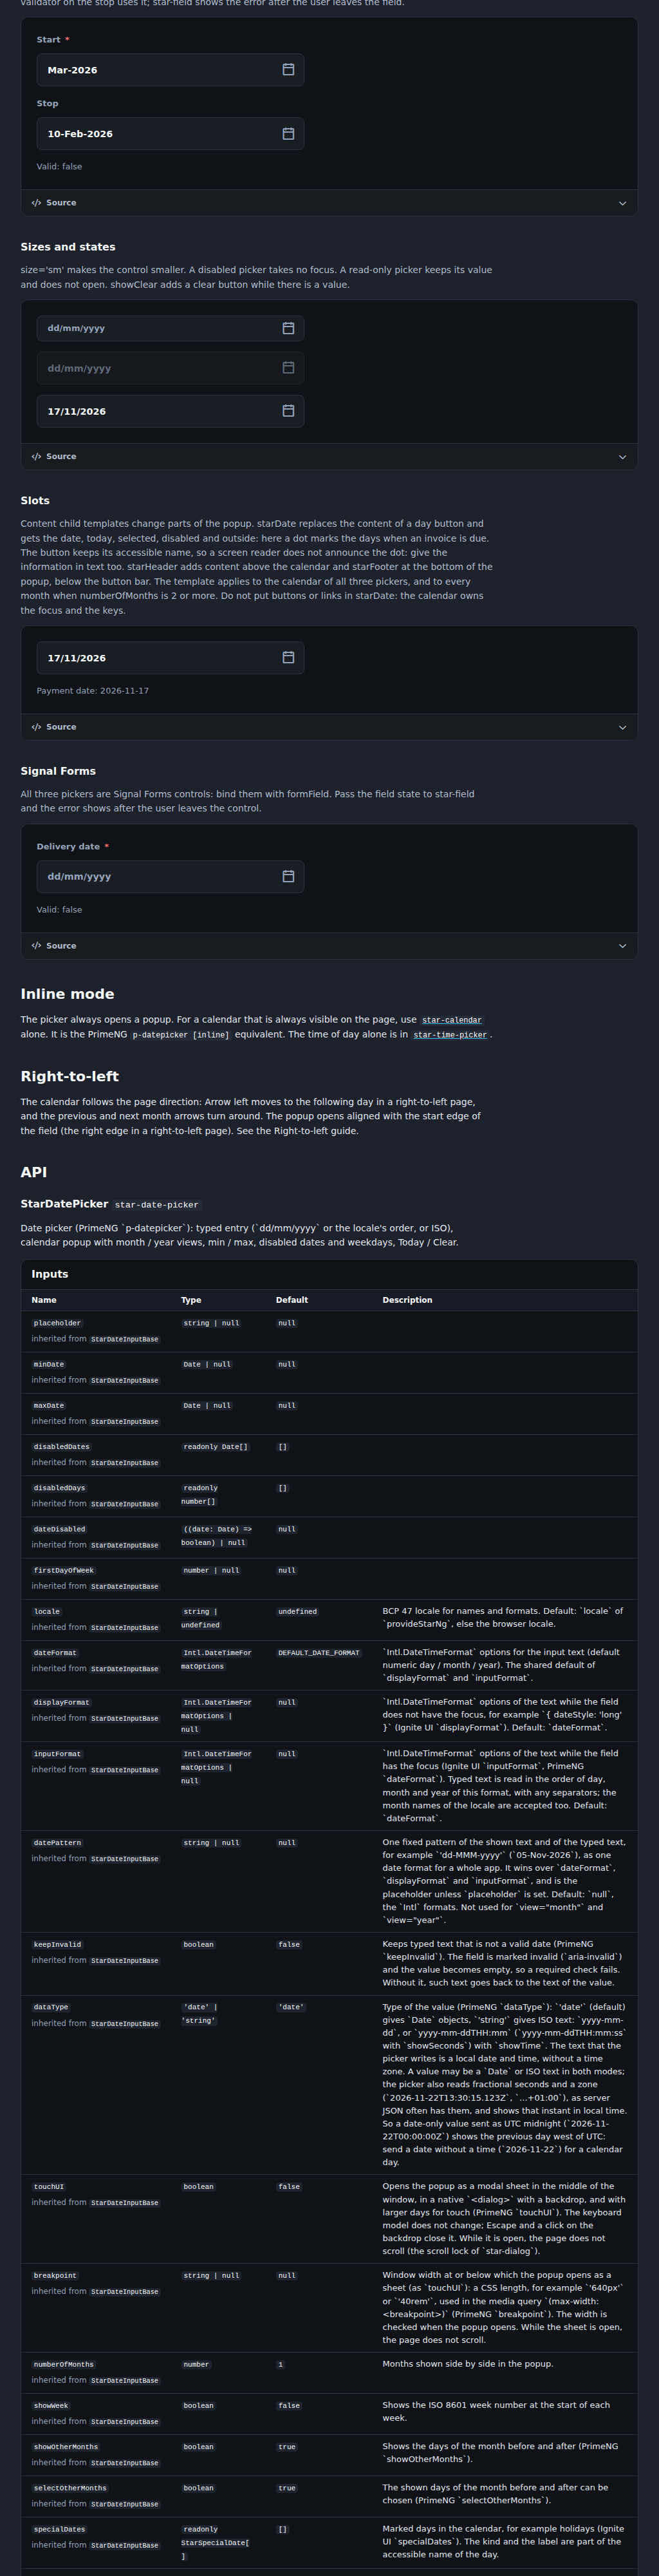 validator on the stop uses it; star-field shows the error after the user leaves the field.
Start *
Mar-2026
Stop
10-Feb-2026
Valid: false
Source
Sizes and states
size='sm' makes the control smaller. A disabled picker takes no focus. A read-only picker keeps its value
and does not open. showClear adds a clear button while there is a value.
dd/mm/yyyy
dd/mm/yyyy
17/11/2026
Source
Slots
Content child templates change parts of the popup. starDate replaces the content of a day button and
gets the date, today, selected, disabled and outside: here a dot marks the days when an invoice is due.
The button keeps its accessible name, so a screen reader does not announce the dot: give the
information in text too. starHeader adds content above the calendar and starFooter at the bottom of the
popup, below the button bar. The template applies to the calendar of all three pickers, and to every
month when numberOfMonths is 2 or more. Do not put buttons or links in starDate: the calendar owns
the focus and the keys.
17/11/2026
Payment date: 2026-11-17
Source
Signal Forms
All three pickers are Signal Forms controls: bind them with formField. Pass the field state to star-field
and the error shows after the user leaves the control.
Delivery date *
dd/mm/yyyy
Valid: false
Source
Inline mode
The picker always opens a popup. For a calendar that is always visible on the page, use star-calendar
alone. It is the PrimeNG p-datepicker [inline] equivalent. The time of day alone is in star-time-picker .
Right-to-left
The calendar follows the page direction: Arrow left moves to the following day in a right-to-left page,
and the previous and next month arrows turn around. The popup opens aligned with the start edge of
the field (the right edge in a right-to-left page). See the Right-to-left guide.
API
StarDatePicker star-date-picker
Date picker (PrimeNG `p-datepicker`): typed entry (`dd/mm/yyyy` or the locale's order, or ISO),
calendar popup with month / year views, min / max, disabled dates and weekdays, Today / Clear.
Inputs
Name Type Default Description
placeholder string | null null
inherited from StarDateInputBase
minDate Date | null null
inherited from StarDateInputBase
maxDate Date | null null
inherited from StarDateInputBase
disabledDates readonly Date[] []
inherited from StarDateInputBase
disabledDays readonly number[] []
inherited from StarDateInputBase
dateDisabled ((date: Date) => boolean) | null null
inherited from StarDateInputBase
firstDayOfWeek number | null null
inherited from StarDateInputBase
locale string | undefined undefined BCP 47 locale for names and formats. Default: `locale` of
inherited from StarDateInputBase `provideStarNg`, else the browser locale.
dateFormat Intl.DateTimeFormatOptions DEFAULT_DATE_FORMAT `Intl.DateTimeFormat` options for the input text (default
inherited from StarDateInputBase numeric day / month / year). The shared default of
`displayFormat` and `inputFormat`.
displayFormat Intl.DateTimeFormatOptions | null null `Intl.DateTimeFormat` options of the text while the field
inherited from StarDateInputBase does not have the focus, for example `{ dateStyle: 'long'
}` (Ignite UI `displayFormat`). Default: `dateFormat`.
inputFormat Intl.DateTimeFormatOptions | null null `Intl.DateTimeFormat` options of the text while the field
inherited from StarDateInputBase has the focus (Ignite UI `inputFormat`, PrimeNG
`dateFormat`). Typed text is read in the order of day,
month and year of this format, with any separators; the
month names of the locale are accepted too. Default:
`dateFormat`.
datePattern string | null null One fixed pattern of the shown text and of the typed text,
inherited from StarDateInputBase for example `'dd-MMM-yyyy'` (`05-Nov-2026`), as one
date format for a whole app. It wins over `dateFormat`,
`displayFormat` and `inputFormat`, and is the
placeholder unless `placeholder` is set. Default: `null`,
the `Intl` formats. Not used for `view="month"` and
`view="year"`.
keepInvalid boolean false Keeps typed text that is not a valid date (PrimeNG
inherited from StarDateInputBase `keepInvalid`). The field is marked invalid (`aria-invalid`)
and the value becomes empty, so a required check fails.
Without it, such text goes back to the text of the value.
dataType 'date' | 'string' 'date' Type of the value (PrimeNG `dataType`): `'date'` (default)
inherited from StarDateInputBase gives `Date` objects, `'string'` gives ISO text: `yyyy-mm-
dd`, or `yyyy-mm-ddTHH:mm` (`yyyy-mm-ddTHH:mm:ss`
with `showSeconds`) with `showTime`. The text that the
picker writes is a local date and time, without a time
zone. A value may be a `Date` or ISO text in both modes;
the picker also reads fractional seconds and a zone
(`2026-11-22T13:30:15.123Z`, `...+01:00`), as server
JSON often has them, and shows that instant in local time.
So a date-only value sent as UTC midnight (`2026-11-
22T00:00:00Z`) shows the previous day west of UTC:
send a date without a time (`2026-11-22`) for a calendar
day.
touchUI boolean false Opens the popup as a modal sheet in the middle of the
inherited from StarDateInputBase window, in a native `<dialog>` with a backdrop, and with
larger days for touch (PrimeNG `touchUI`). The keyboard
model does not change; Escape and a click on the
backdrop close it. While it is open, the page does not
scroll (the scroll lock of `star-dialog`).
breakpoint string | null null Window width at or below which the popup opens as a
inherited from StarDateInputBase sheet (as `touchUI`): a CSS length, for example `'640px'`
or `'40rem'`, used in the media query `(max-width:
<breakpoint>)` (PrimeNG `breakpoint`). The width is
checked when the popup opens. While the sheet is open,
the page does not scroll.
numberOfMonths number 1 Months shown side by side in the popup.
inherited from StarDateInputBase
showWeek boolean false Shows the ISO 8601 week number at the start of each
inherited from StarDateInputBase week.
showOtherMonths boolean true Shows the days of the month before and after (PrimeNG
inherited from StarDateInputBase `showOtherMonths`).
selectOtherMonths boolean true The shown days of the month before and after can be
inherited from StarDateInputBase chosen (PrimeNG `selectOtherMonths`).
specialDates readonly StarSpecialDate[] [] Marked days in the calendar, for example holidays (Ignite
inherited from StarDateInputBase UI `specialDates`). The kind and the label are part of the
accessible name of the day.